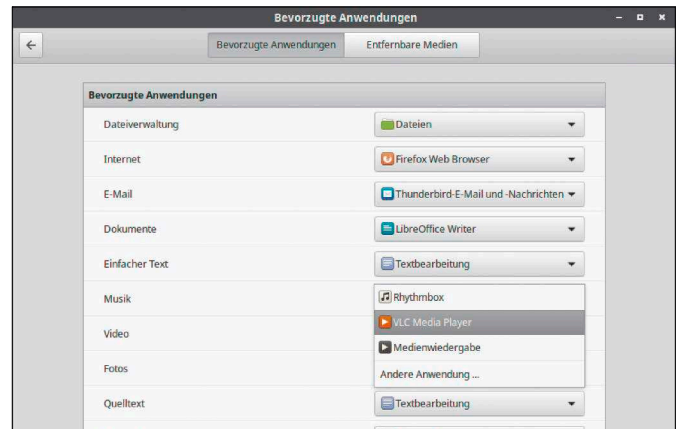 Bevorzugte Anwendungen
Bevorzugte Anwendungen Entfernbare Medien
Bevorzugte Anwendungen
Dateiverwaltung Dateien
Internet Firefox Web Browser
E-Mail Thunderbird-E-Mail und -Nachrichten
Dokumente LibreOffice Writer
Einfacher Text Textbearbeitung
Musik Rhythmbox
VLC Media Player
Video Medienwiedergabe
Fotos Andere Anwendung ...
Quelltext Textbearbeitung